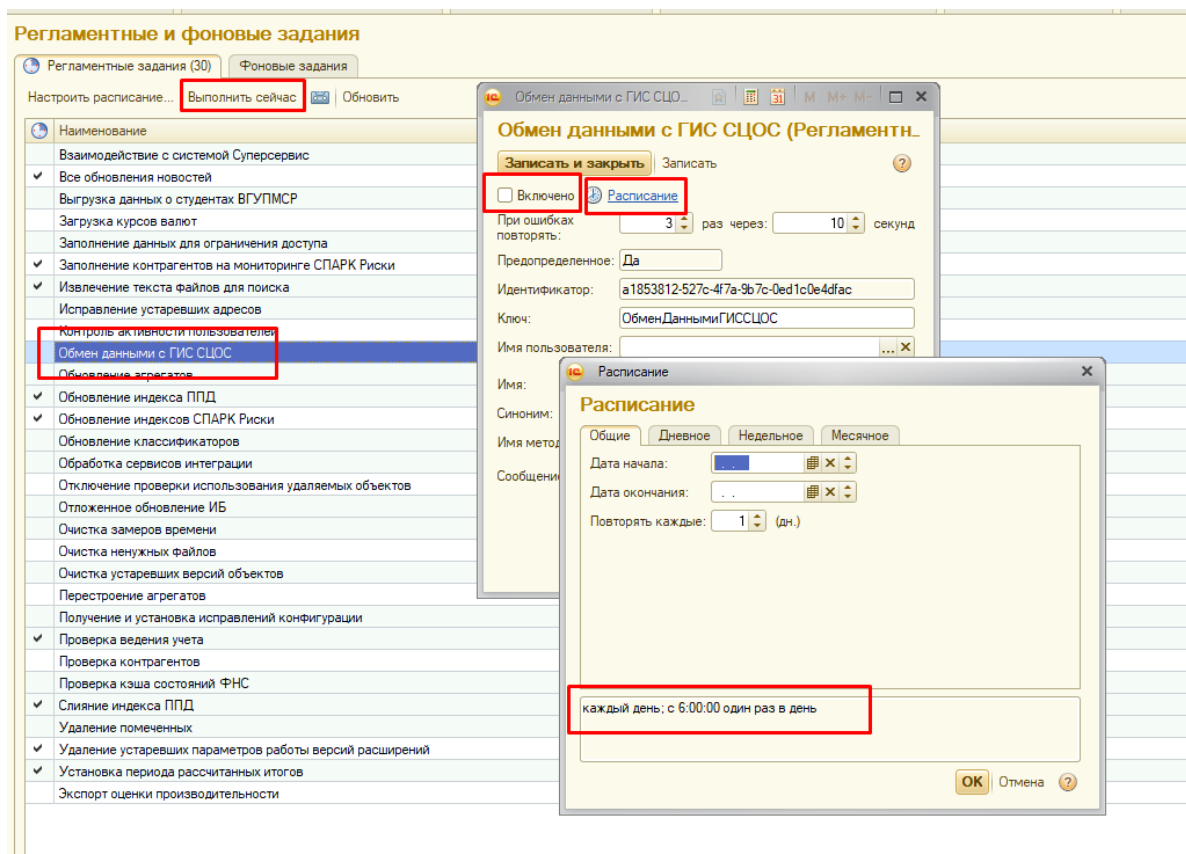 Регламентные и фоновые задания
Регламентные задания (30)
Фоновые задания
Настроить расписание... Выполнить сейчас Обновить
Наименование
Взаимодействие с системой Суперсервис
Все обновления новостей
Выгрузка данных о студентах ВГУПМСР
Загрузка курсов валют
Заполнение данных для ограничения доступа
Заполнение контрагентов на мониторинге СПАРК Риски
Извлечение текста файлов для поиска
Исправление устаревших адресов
Контроль активности пользователей
Обмен данными с ГИС СЦОС
Обновление агрегатов
Обновление индекса ППД
Обновление индексов СПАРК Риски
Обновление классификаторов
Обработка сервисов интеграции
Отключение проверки использования удаляемых объектов
Отложенное обновление ИБ
Очистка замеров времени
Очистка ненужных файлов
Очистка устаревших версий объектов
Перестроение агрегатов
Получение и установка исправлений конфигурации
Проверка ведения учета
Проверка контрагентов
Проверка кэша состояний ФНС
Слияние индекса ППД
Удаление помеченных
Удаление устаревших параметров работы версий расширений
Установка периода рассчитанных итогов
Экспорт оценки производительности
1С Обмен данными с ГИС СЦО... 31 M M+ M-
Обмен данными с ГИС СЦОС (Регламентн...
Записать и закрыть Записать ?
Включено Расписание
При ошибках повторять: 3 раз через: 10 секунд
Предопределенное: Да
Идентификатор: a1853812-527c-4f7a-9b7c-0ed1c0e4dfac
Ключ: ОбменДаннымиГИССЦОС
Имя пользователя: ... ×
Имя:
Синоним:
Имя метод
Сообщени
1С Расписание
Расписание
Общие Дневное Недельное Месячное
Дата начала: . .
Дата окончания: . .
Повторять каждые: 1 (дн.)
каждый день; с 6:00:00 один раз в день
ОК Отмена ?